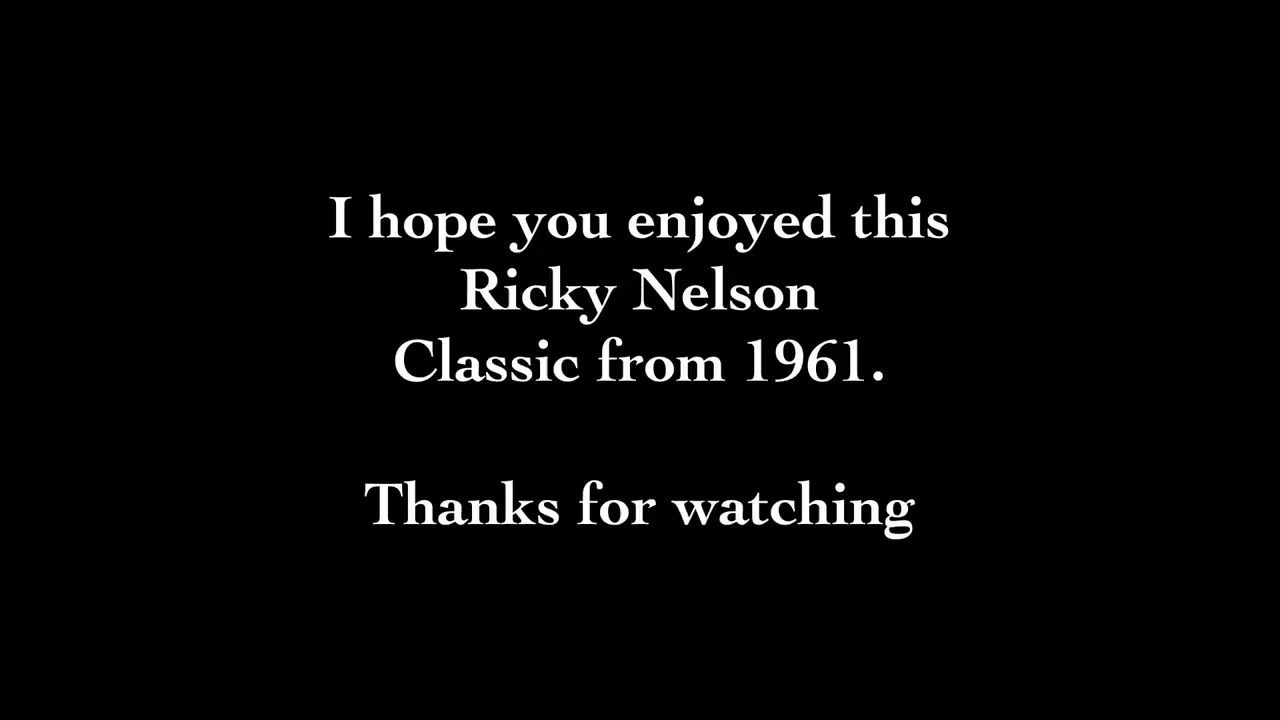 I hope you enjoyed this
Ricky Nelson
Classic from 1961.
Thanks for watching